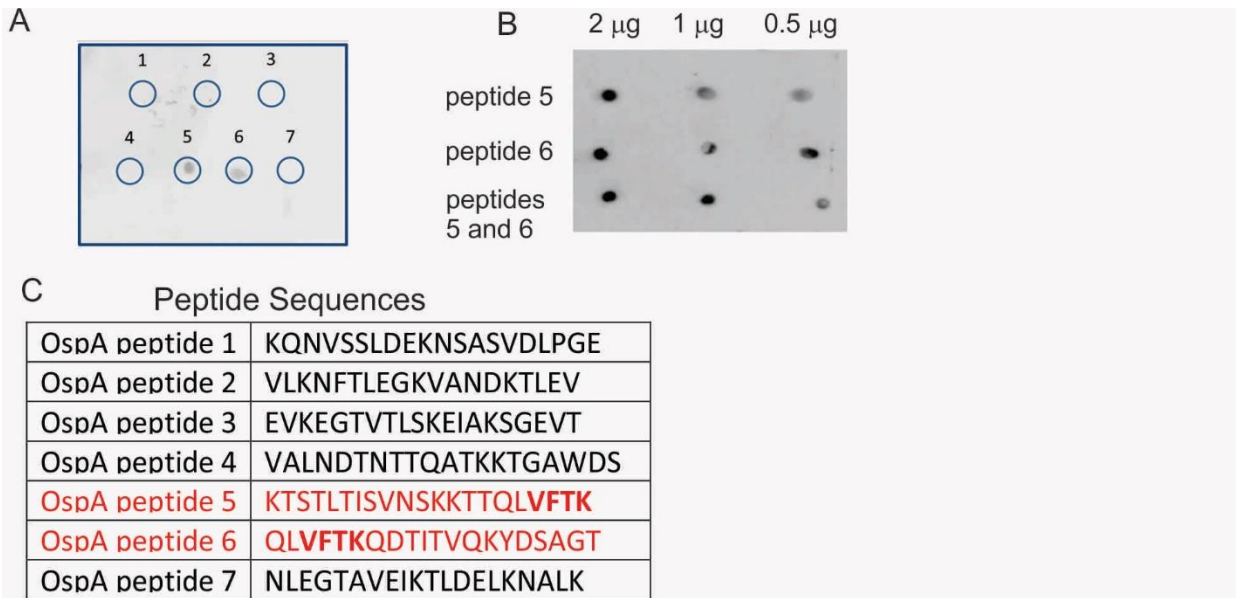 A
1 2 3
4 5 6 7
B
2 μg 1 μg 0.5 μg
peptide 5
peptide 6
peptides
5 and 6
C
Peptide Sequences
OspA peptide 1 KQNVSSLDEKNSASVDLPGE
OspA peptide 2 VLKNFTLEGKVANDKTLEV
OspA peptide 3 EVKEGTVTLSKEIAKSGEVT
OspA peptide 4 VALNDTNTTQATKKTGAWDS
OspA peptide 5 KTSTLTISVNSKKTTQLVFTK
OspA peptide 6 QLVFTKQDTITVQKYDSAGT
OspA peptide 7 NLEGTAVEIKTLDELKNALK